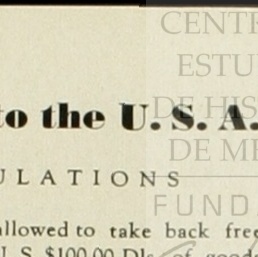 to the U. S. A.
ULATIONS
allowed to take back free
U. S. $100.00 Dls. of goods
CENTR
ESTU
DE HIS
DE ME
FUND